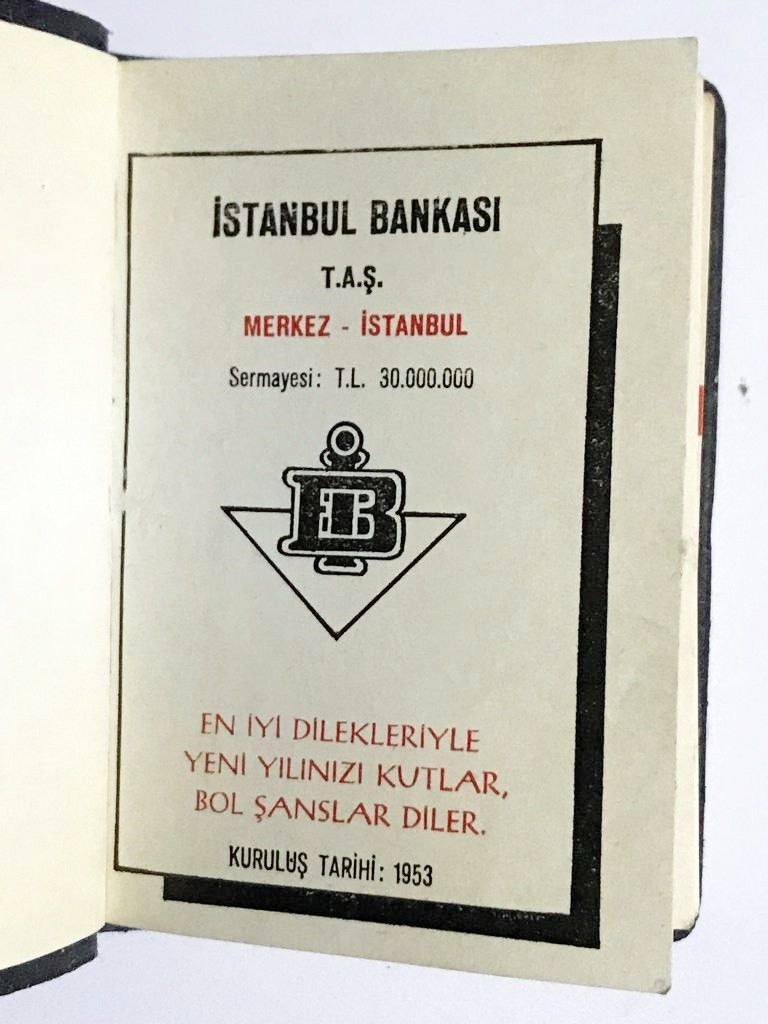 İSTANBUL BANKASI
T.A.Ş.
MERKEZ - İSTANBUL
Sermayesi: T.L. 30.000.000
İB
EN İYİ DİLEKLERİYLE
YENİ YILINIZI KUTLAR,
BOL ŞANSLAR DİLER.
KURULUŞ TARİHİ: 1953